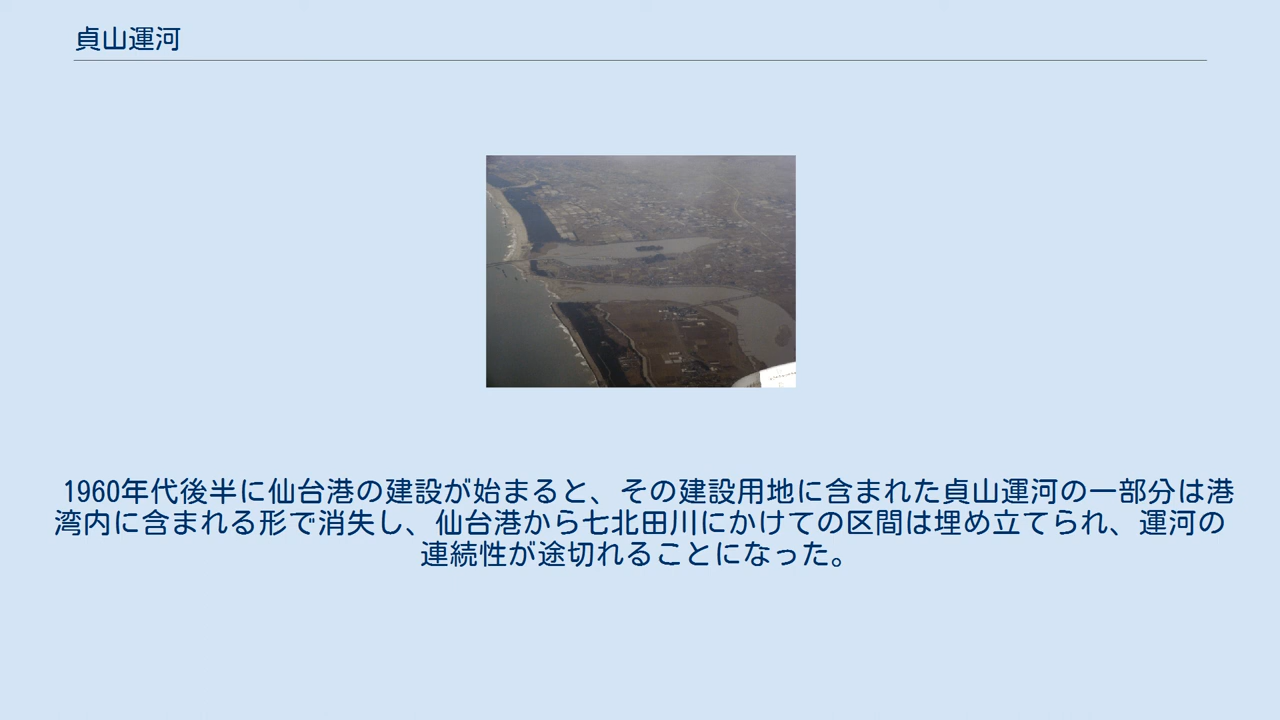 貞山運河
1960年代後半に仙台港の建設が始まると、その建設用地に含まれた貞山運河の一部分は港
湾内に含まれる形で消失し、仙台港から七北田川にかけての区間は埋め立てられ、運河の
連続性が途切れることになった。